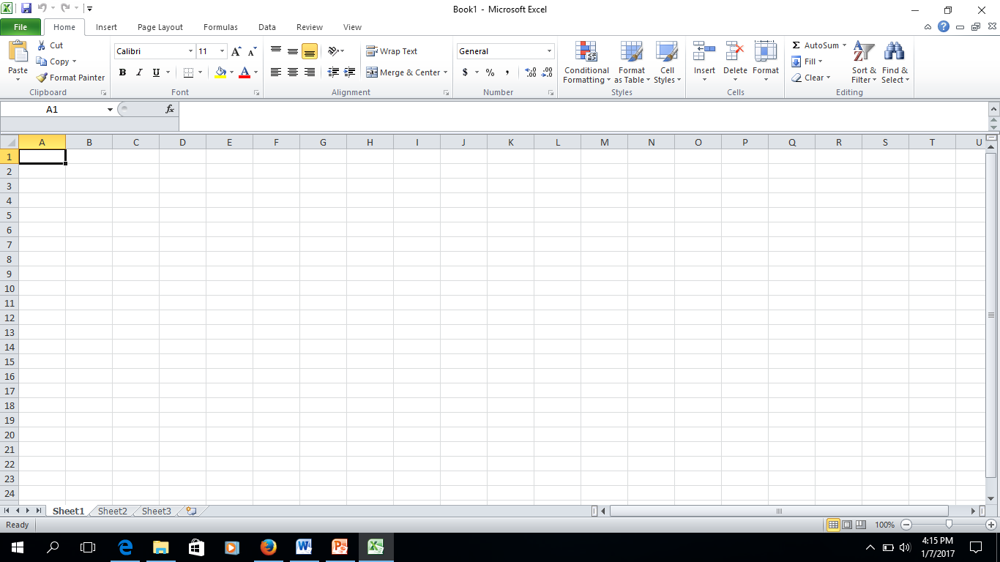 Book1 - Microsoft Excel
File Home Insert Page Layout Formulas Data Review View
Paste
Cut
Copy
Format Painter
Clipboard
Calibri 11
B I U A
Font
Wrap Text
Merge & Center
Alignment
General
$ % ,
Number
Conditional Formatting
Format as Table
Cell Styles
Styles
Insert Delete Format
Cells
Σ AutoSum
Fill
Clear
Sort & Filter
Find & Select
Editing
A1 fx
A B C D E F G H I J K L M N O P Q R S T U
1
2
3
4
5
6
7
8
9
10
11
12
13
14
15
16
17
18
19
20
21
22
23
24
Sheet1 Sheet2 Sheet3
Ready 100%
4:15 PM
1/7/2017